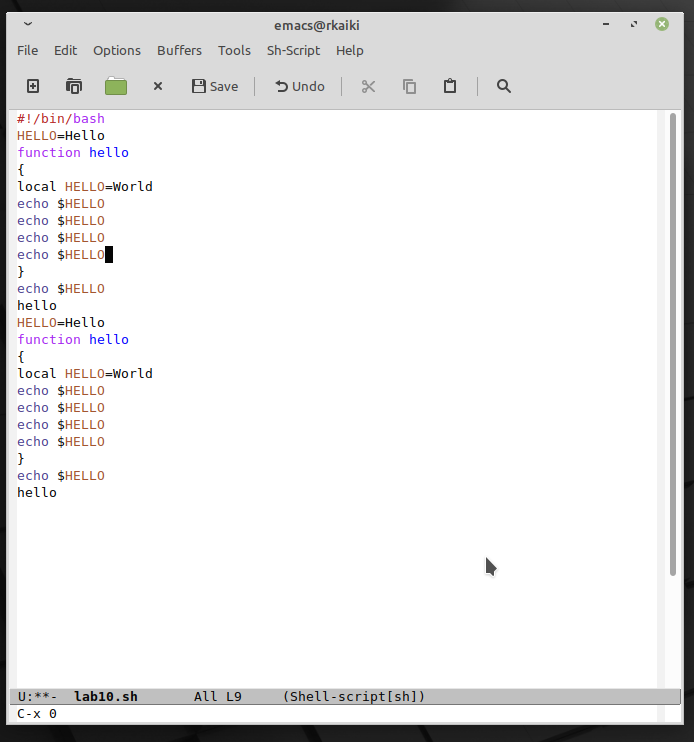 emacs@rkaiki
File Edit Options Buffers Tools Sh-Script Help
Save Undo
#!/bin/bash
HELLO=Hello
function hello
{
local HELLO=World
echo $HELLO
echo $HELLO
echo $HELLO
echo $HELLO
}
echo $HELLO
hello
HELLO=Hello
function hello
{
local HELLO=World
echo $HELLO
echo $HELLO
echo $HELLO
echo $HELLO
}
echo $HELLO
hello
U:**- lab10.sh All L9 (Shell-script[sh])
C-x 0